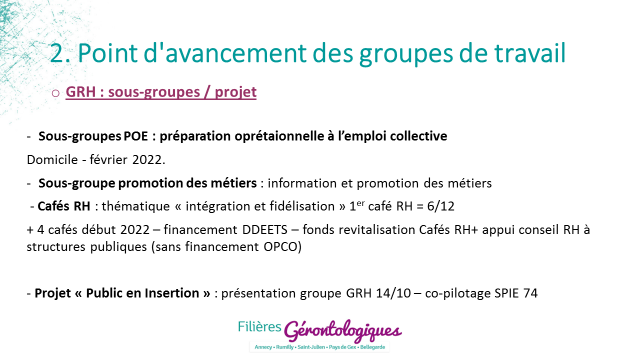 2. Point d'avancement des groupes de travail
○ GRH : sous-groupes / projet
- Sous-groupes POE : préparation oprétaionnelle à l'emploi collective
Domicile - février 2022.
- Sous-groupe promotion des métiers : information et promotion des métiers
- Cafés RH : thématique « intégration et fidélisation » 1er café RH = 6/12
+ 4 cafés début 2022 – financement DDEETS – fonds revitalisation Cafés RH+ appui conseil RH à
structures publiques (sans financement OPCO)
- Projet « Public en Insertion » : présentation groupe GRH 14/10 – co-pilotage SPIE 74
Filières Gérontologiques
Annecy • Rumilly • Saint-Julien • Pays de Gex • Bellegarde